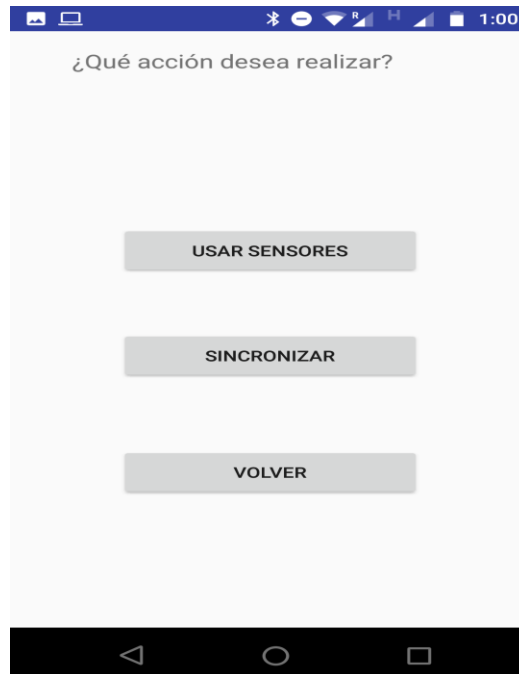 R H 1:00
¿Qué acción desea realizar?
USAR SENSORES
SINCRONIZAR
VOLVER